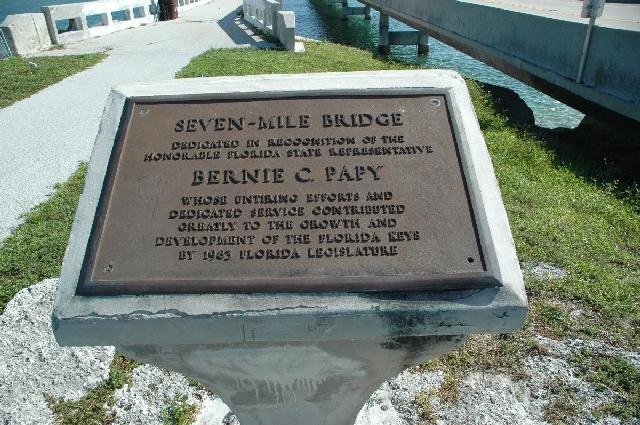 SEVEN-MILE BRIDGE
DEDICATED IN RECOGNITION OF THE
HONORABLE FLORIDA STATE REPRESENTATIVE
BERNIE C. PAPY
WHOSE UNTIRING EFFORTS AND
DEDICATED SERVICE CONTRIBUTED
GREATLY TO THE GROWTH AND
DEVELOPMENT OF THE FLORIDA KEYS
BY 1963 FLORIDA LEGISLATURE